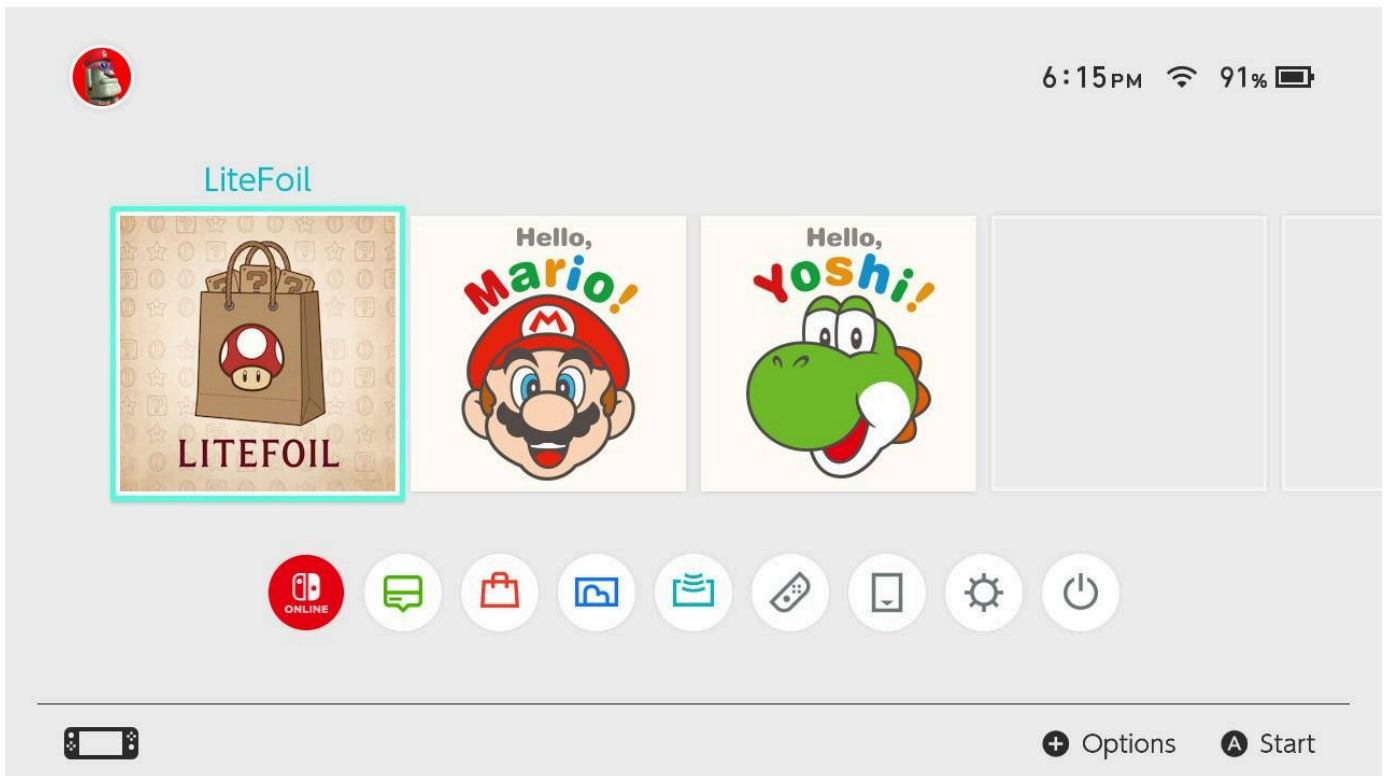 6:15PM 91%
LiteFoil
LITEFOIL
Hello,
Mario!
Hello,
Yoshi!
ONLINE
+ Options A Start